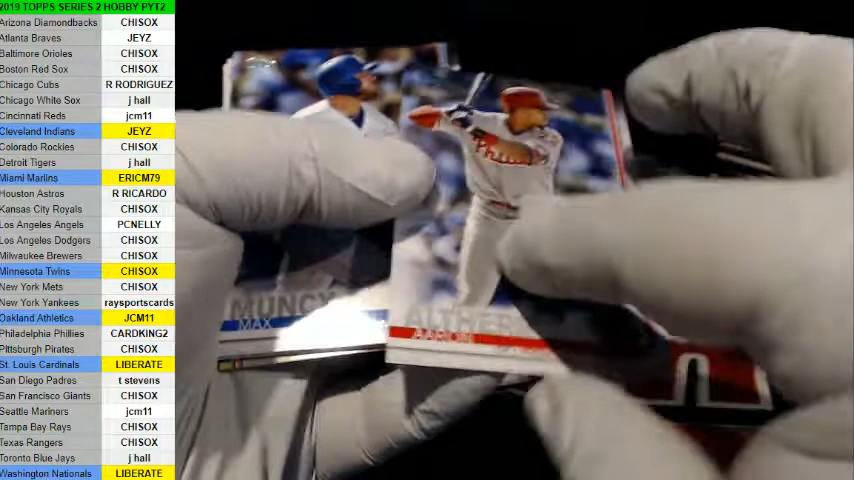 2019 TOPPS SERIES 2 HOBBY PYT2
Arizona Diamondbacks CHISOX
Atlanta Braves JEYZ
Baltimore Orioles CHISOX
Boston Red Sox CHISOX
Chicago Cubs R RODRIGUEZ
Chicago White Sox j hall
Cincinnati Reds jcm11
Cleveland Indians JEYZ
Colorado Rockies CHISOX
Detroit Tigers j hall
Miami Marlins ERICM79
Houston Astros R RICARDO
Kansas City Royals CHISOX
Los Angeles Angels PCNELLY
Los Angeles Dodgers CHISOX
Milwaukee Brewers CHISOX
Minnesota Twins CHISOX
New York Mets CHISOX
New York Yankees raysportscards
Oakland Athletics JCM11
Philadelphia Phillies CARDKING2
Pittsburgh Pirates CHISOX
St. Louis Cardinals LIBERATE
San Diego Padres t stevens
San Francisco Giants CHISOX
Seattle Mariners jcm11
Tampa Bay Rays CHISOX
Texas Rangers CHISOX
Toronto Blue Jays j hall
Washington Nationals LIBERATE
Phillies
MUNCY
MAX
ALTHERR
AARON